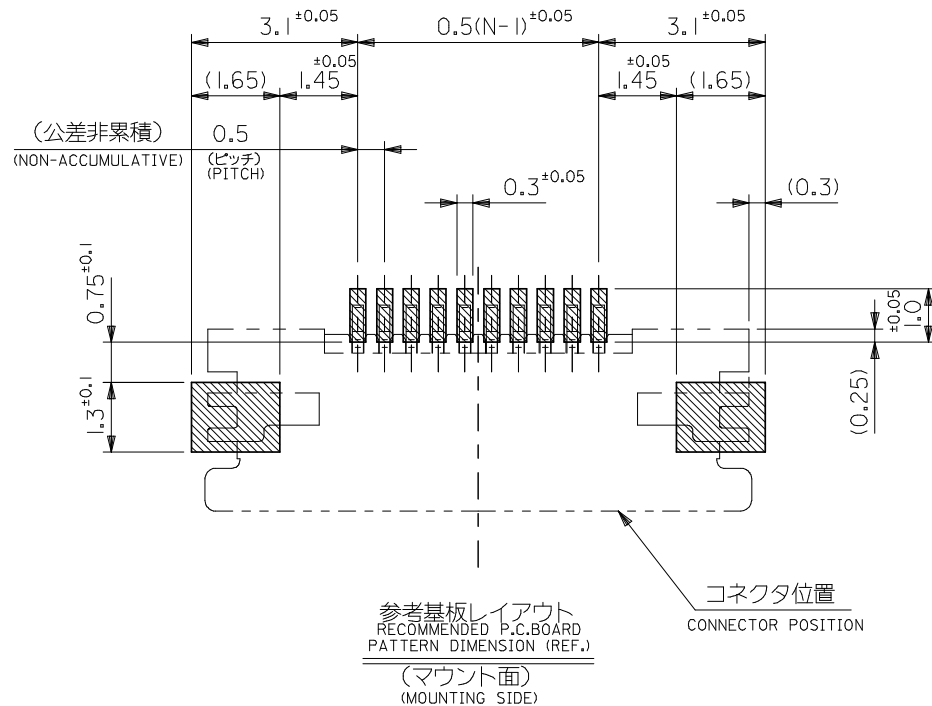 3.1±0.05
0.5(N-1)±0.05
3.1±0.05
(1.65)
1.45±0.05
1.45±0.05
(1.65)
(公差非累積)
(NON-ACCUMULATIVE)
0.5
(ピッチ)
(PITCH)
0.3±0.05
(0.3)
0.75±0.1
1.0±0.05
1.3±0.1
(0.25)
コネクタ位置
CONNECTOR POSITION
参考基板レイアウト
RECOMMENDED P.C.BOARD
PATTERN DIMENSION (REF.)
(マウント面)
(MOUNTING SIDE)